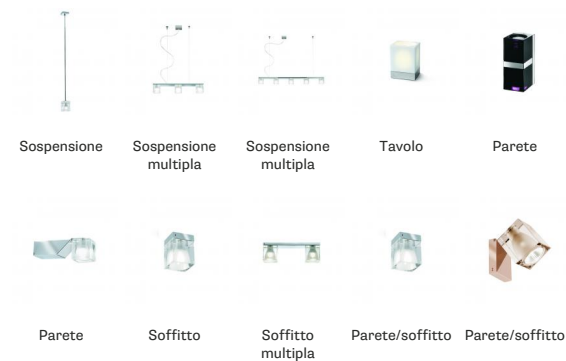 Sospensione
Sospensione
multipla
Sospensione
multipla
Tavolo
Parete
Parete
Soffitto
Soffitto
multipla
Parete/soffitto
Parete/soffitto